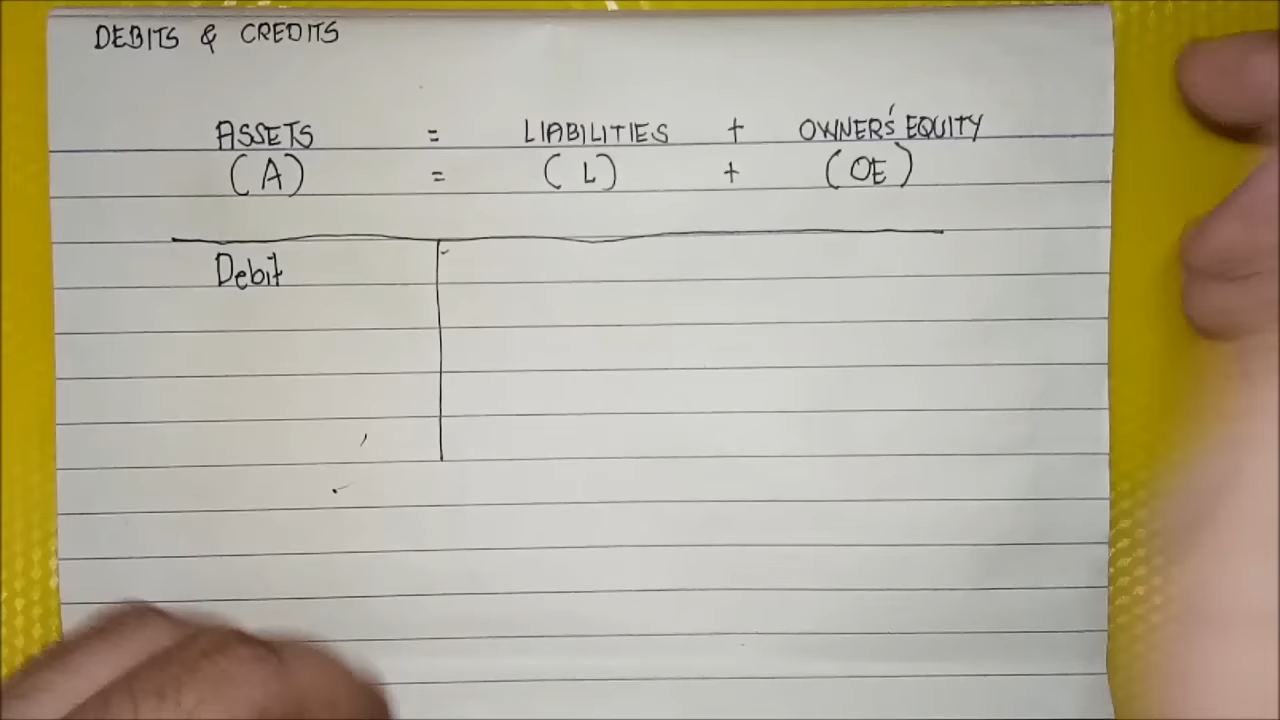 DEBITS & CREDITS
ASSETS = LIABILITIES + OWNER'S EQUITY
(A) = (L) + (OE)
Debit